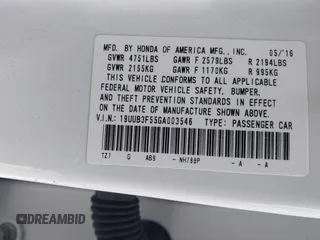 MFD. BY HONDA OF AMERICA MFG., INC. 05/'16
GVWR 4751LBS GAWR F 2579LBS R 2194LBS
GVWR 2155KG GAWR F 1170KG R 995KG
THIS VEHICLE CONFORMS TO ALL APPLICABLE
FEDERAL MOTOR VEHICLE SAFETY, BUMPER,
AND THEFT PREVENTION STANDARDS IN EFFECT
ON THE DATE OF MANUFACTURE SHOWN ABOVE.
V.I.N.: 19UUB3F55GA003546 TYPE: PASSENGER CAR
TZ1 G AB9 - NH788P - A - A
DREAMBID